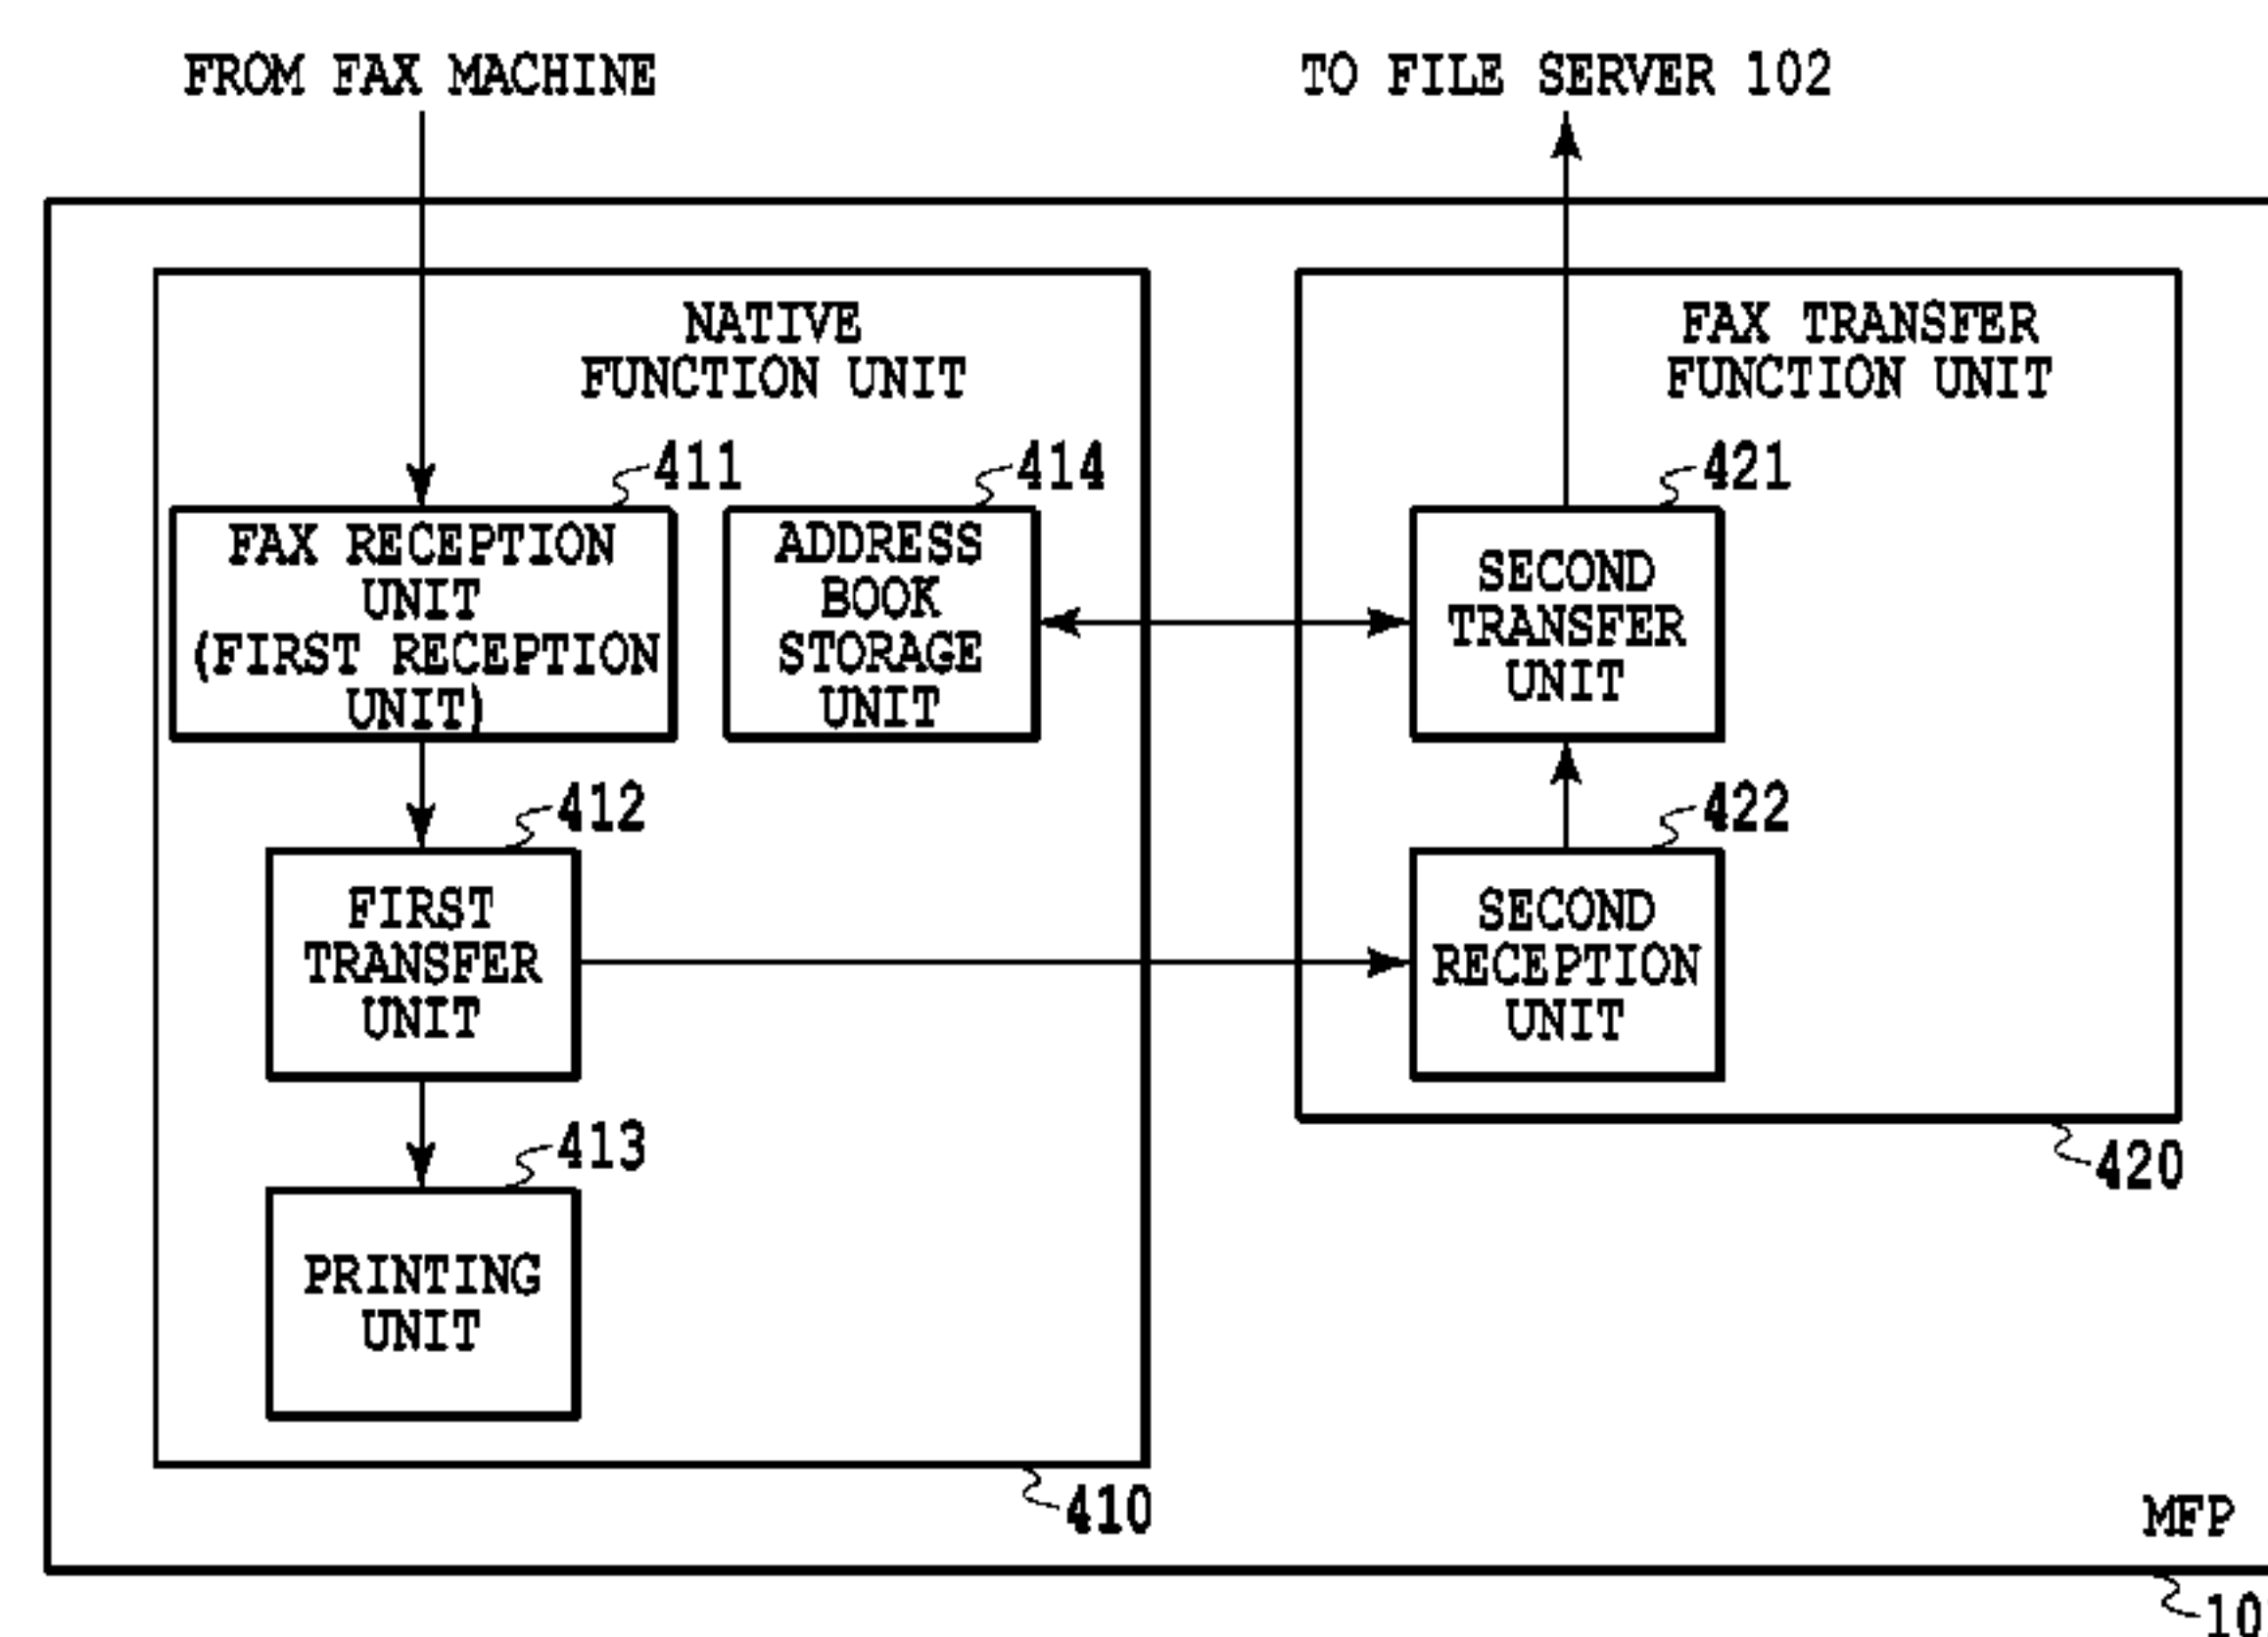 FROM FAX MACHINE
TO FILE SERVER 102
NATIVE
FUNCTION UNIT
FAX TRANSFER
FUNCTION UNIT
411
414
421
FAX RECEPTION
UNIT
(FIRST RECEPTION
UNIT)
ADDRESS
BOOK
STORAGE
UNIT
SECOND
TRANSFER
UNIT
412
422
FIRST
TRANSFER
UNIT
SECOND
RECEPTION
UNIT
413
420
PRINTING
UNIT
410
MFP
10